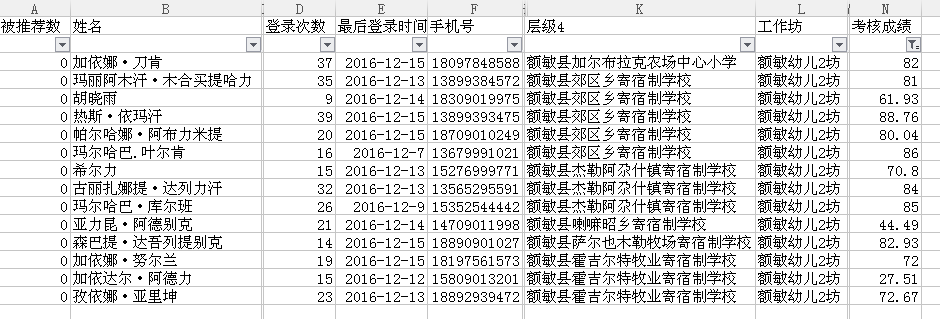 A B D E F K L N
被推荐数 姓名 登录次数 最后登录时间 手机号 层级4 工作坊 考核成绩
0 加依娜·刀肯 37 2016-12-15 18097848588 额敏县加尔布拉克农场中心小学 额敏幼儿2坊 82
0 玛丽阿木汗·木合买提哈力 35 2016-12-13 13899384572 额敏县郊区乡寄宿制学校 额敏幼儿2坊 81
0 胡晓雨 9 2016-12-14 18309019975 额敏县郊区乡寄宿制学校 额敏幼儿2坊 61.93
0 热斯·依玛汗 39 2016-12-15 13899393475 额敏县郊区乡寄宿制学校 额敏幼儿2坊 88.76
0 帕尔哈娜·阿布力米提 20 2016-12-15 18709010249 额敏县郊区乡寄宿制学校 额敏幼儿2坊 80.04
0 玛尔哈巴.叶尔肯 16 2016-12-7 13679991021 额敏县郊区乡寄宿制学校 额敏幼儿2坊 86
0 希尔力 15 2016-12-13 15276999771 额敏县杰勒阿尕什镇寄宿制学校 额敏幼儿2坊 70.8
0 古丽扎娜提·达列力汗 32 2016-12-13 13565295591 额敏县杰勒阿尕什镇寄宿制学校 额敏幼儿2坊 84
0 玛尔哈巴·库尔班 26 2016-12-9 15352544442 额敏县杰勒阿尕什镇寄宿制学校 额敏幼儿2坊 85
0 亚力昆·阿德别克 21 2016-12-14 14709011998 额敏县喇嘛昭乡寄宿制学校 额敏幼儿2坊 44.49
0 森巴提·达吾列提别克 14 2016-12-15 18890901027 额敏县萨尔也木勒牧场寄宿制学校 额敏幼儿2坊 82.93
0 加依娜·努尔兰 19 2016-12-15 18197561573 额敏县霍吉尔特牧业寄宿制学校 额敏幼儿2坊 72
0 加依达尔·阿德力 15 2016-12-12 15809013201 额敏县霍吉尔特牧业寄宿制学校 额敏幼儿2坊 27.51
0 孜依娜·亚里坤 23 2016-12-13 18892939472 额敏县霍吉尔特牧业寄宿制学校 额敏幼儿2坊 72.67